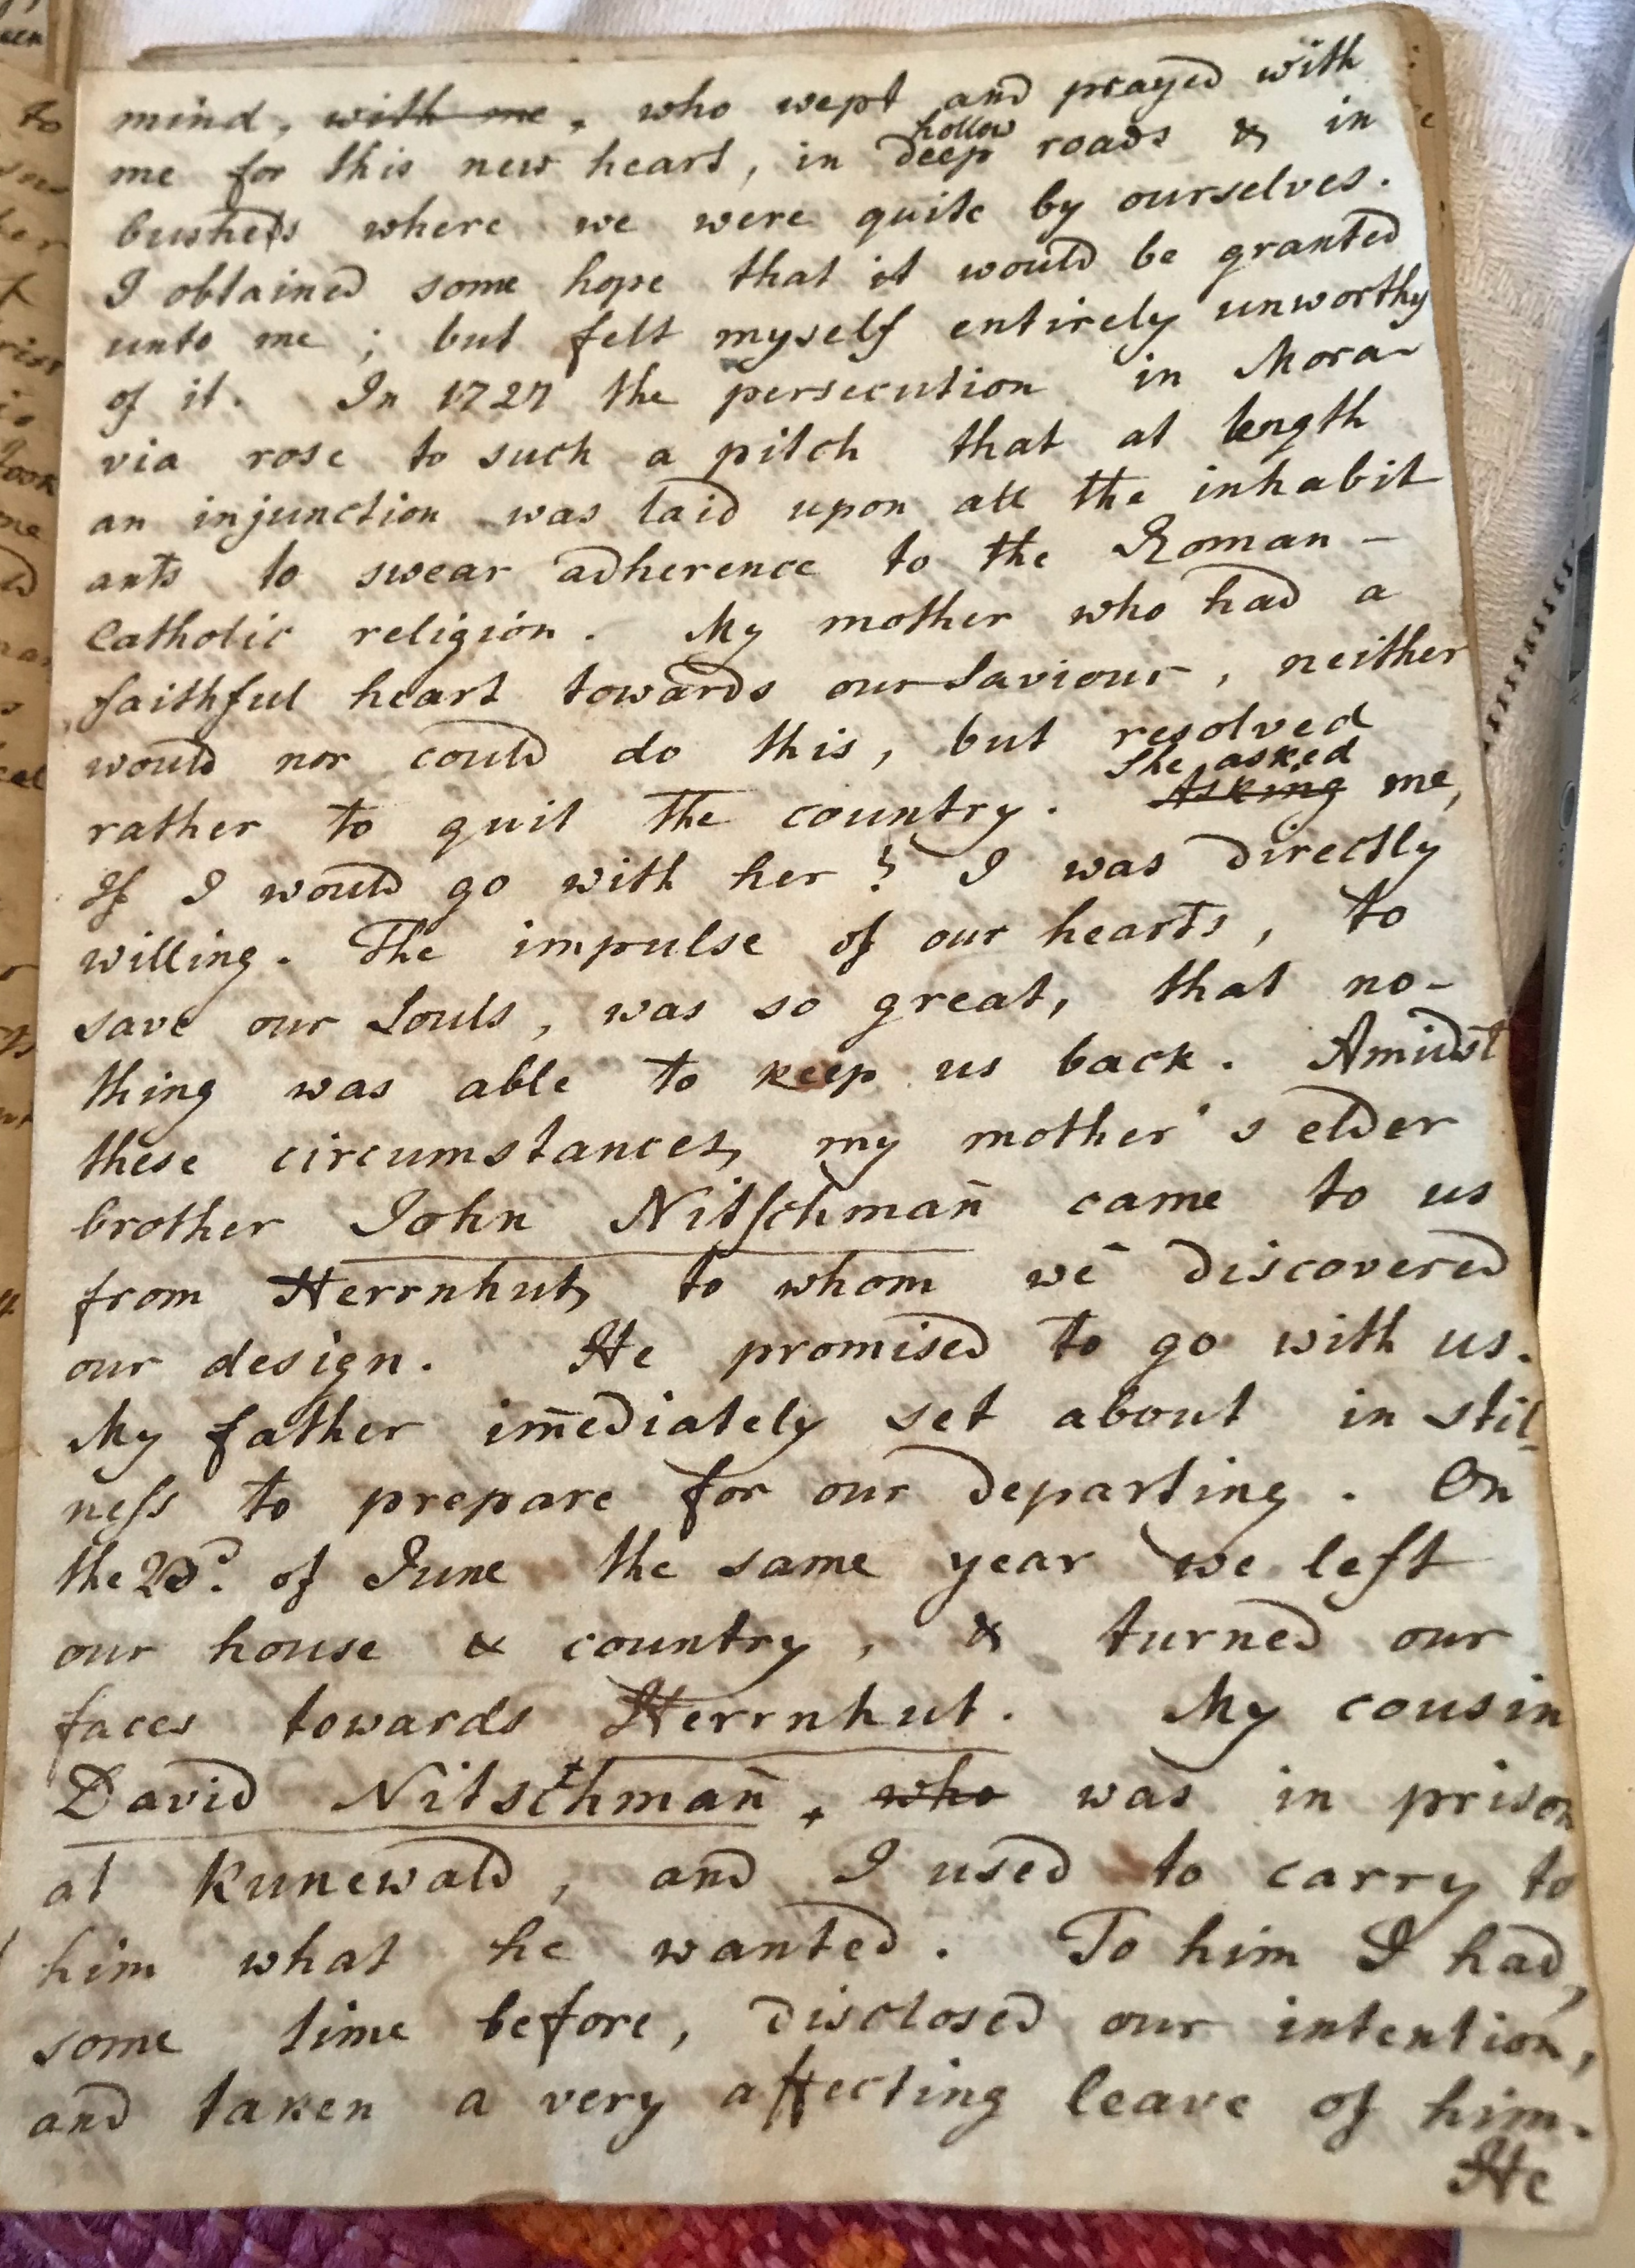 mind, with me, who wept and prayed with
hollow
me for this new heart, in deep roads & in
bushes where we were quite by ourselves.
I obtained some hope that it would be granted
unto me; but felt myself entirely unworthy
of it. In 1727 the persecution in Mora-
via rose to such a pitch that at length
an injunction was laid upon all the inhabit
ants to swear adherence to the Roman-
Catholic religion. My mother who had a
faithful heart towards our Saviour, neither
would nor could do this, but resolved
She asked
rather to quit the country. Asking me,
If I would go with her? I was directly
willing. The impulse of our hearts, to
save our Souls, was so great, that no-
thing was able to keep us back. Amidst
these circumstances, my mother's elder
brother John Nitſchman̄ came to us
from Herrnhut, to whom we discovered
our design. He promised to go with us.
My father im̄ediately set about in stil-
neſs to prepare for our departing. On
the of June the same year we left
our house & country, & turned our
faces towards Herrnhut. My cousin
David Nitschman̄, who was in prison
at Kunewald, and I used to carry to
him what he wanted. To him I had,
some time before, disclosed our intention,
and taken a very affecting leave of him.
He